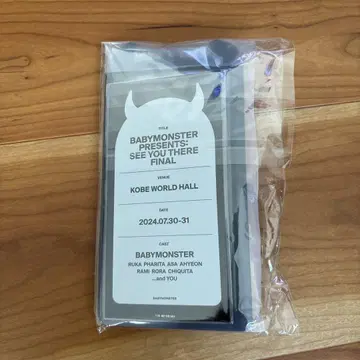 TITLE
BABYMONSTER
PRESENTS:
SEE YOU THERE
FINAL
VENUE
KOBE WORLD HALL
DATE
2024.07.30-31
CAST
BABYMONSTER
RUKA PHARITA ASA AHYEON
RAMI RORA CHIQUITA
...and YOU
BABYMONSTER